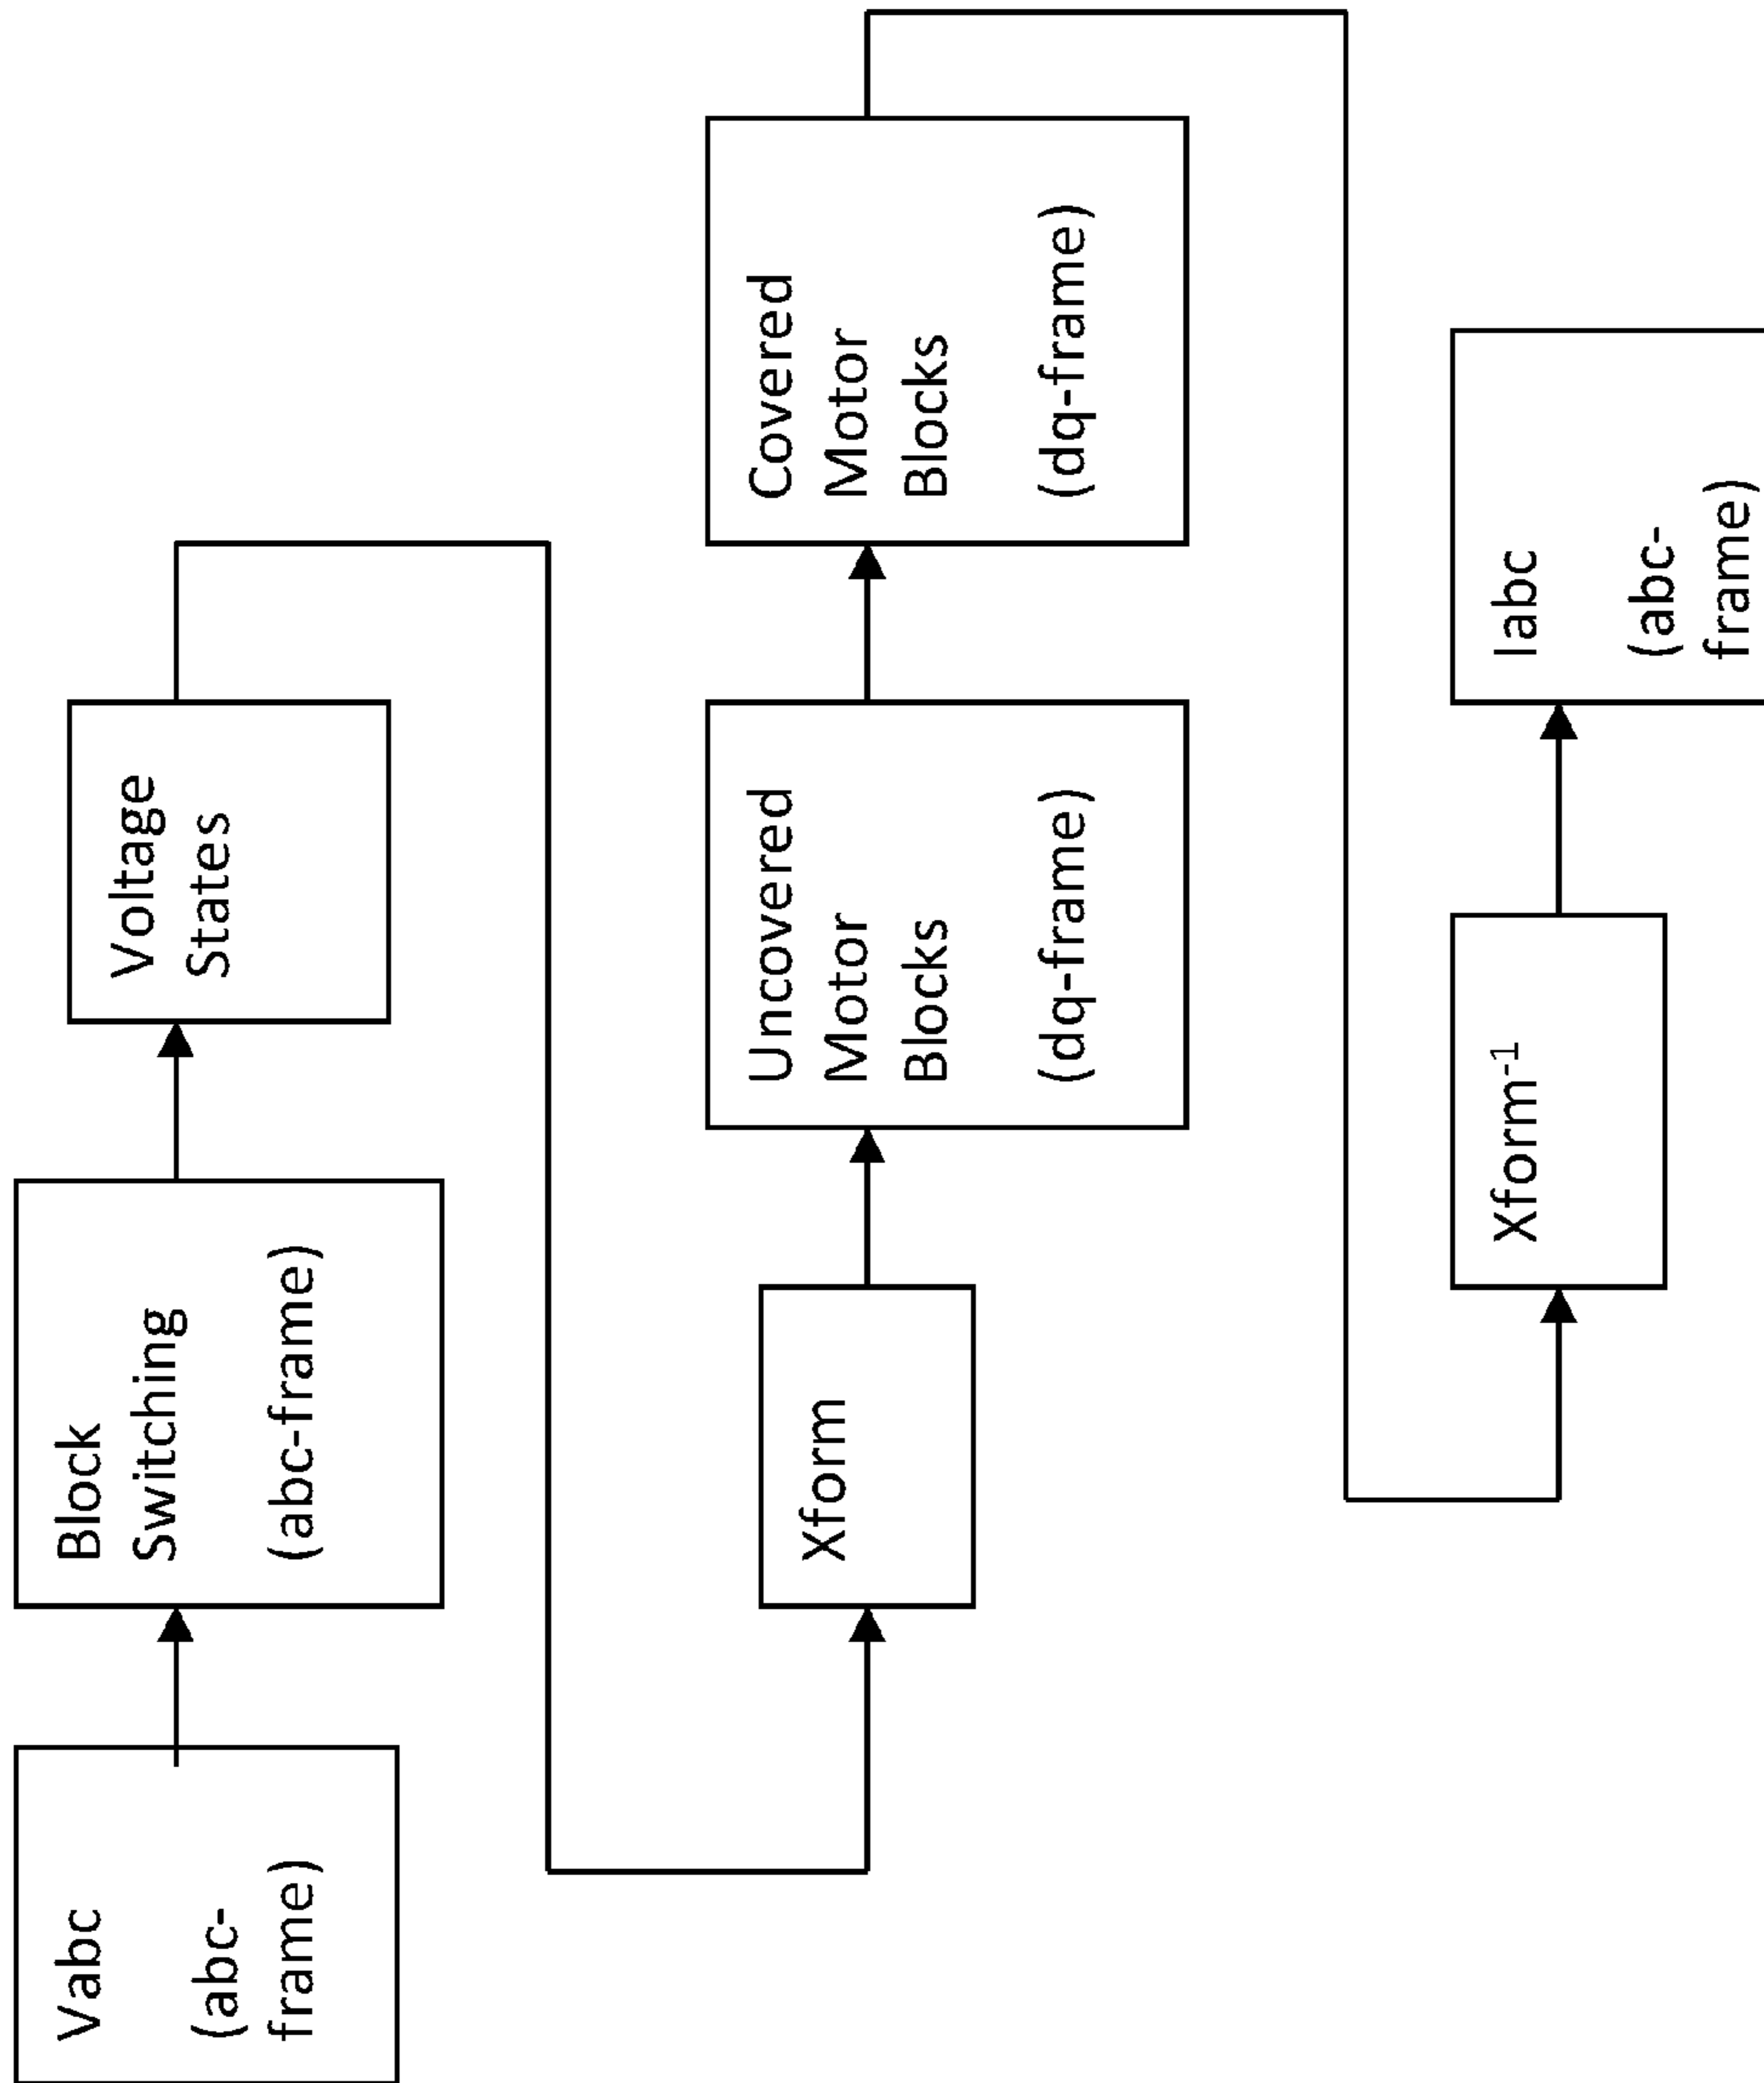 Vabc
(abc-
frame)
Block
Switching
(abc-frame)
Voltage
States
Xform
Uncovered
Motor
Blocks
(dq-frame)
Covered
Motor
Blocks
(dq-frame)
Xform⁻¹
Iabc
(abc-
frame)